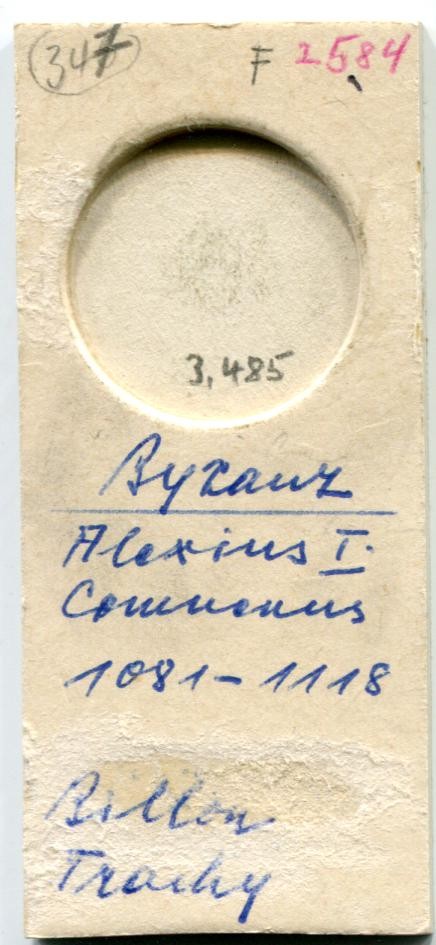 347 F 2584
3,485
Byzanz
Alexius I.
Comnenus
1081-1118
Billon
Trachy